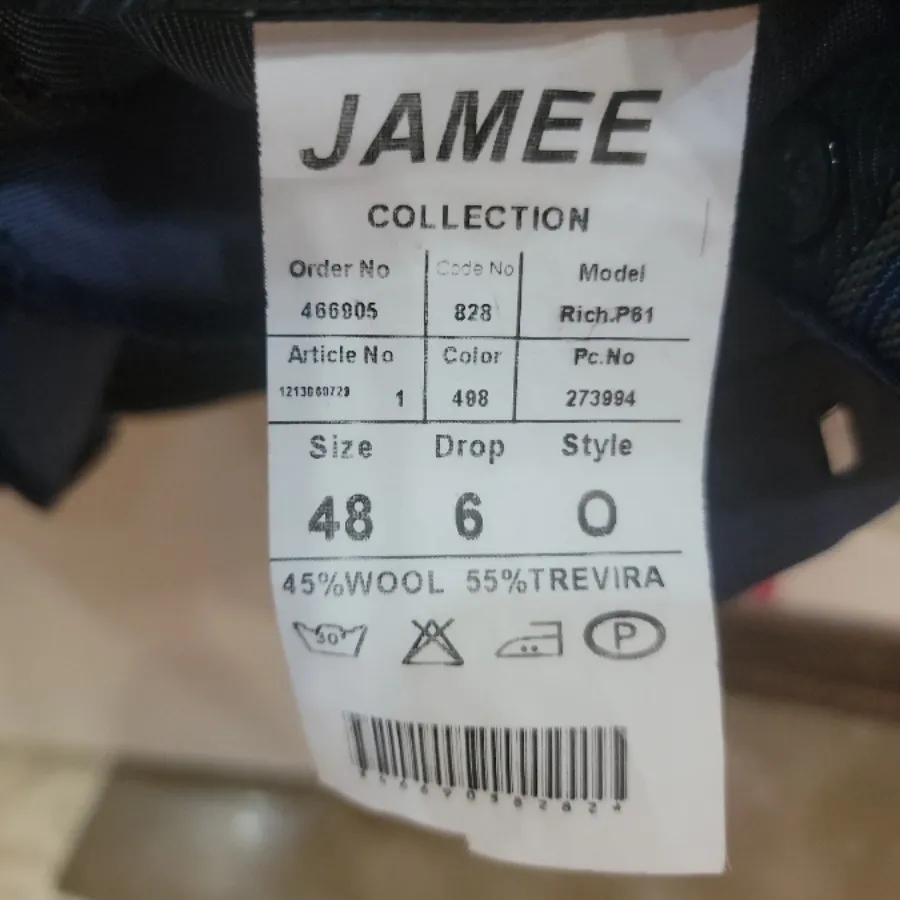 JAMEE
COLLECTION
Order No Code No Model
466905 828 Rich.P61
Article No Color Pc.No
1 498 273994
Size Drop Style
48 6 O
45%WOOL 55%TREVIRA
30 P